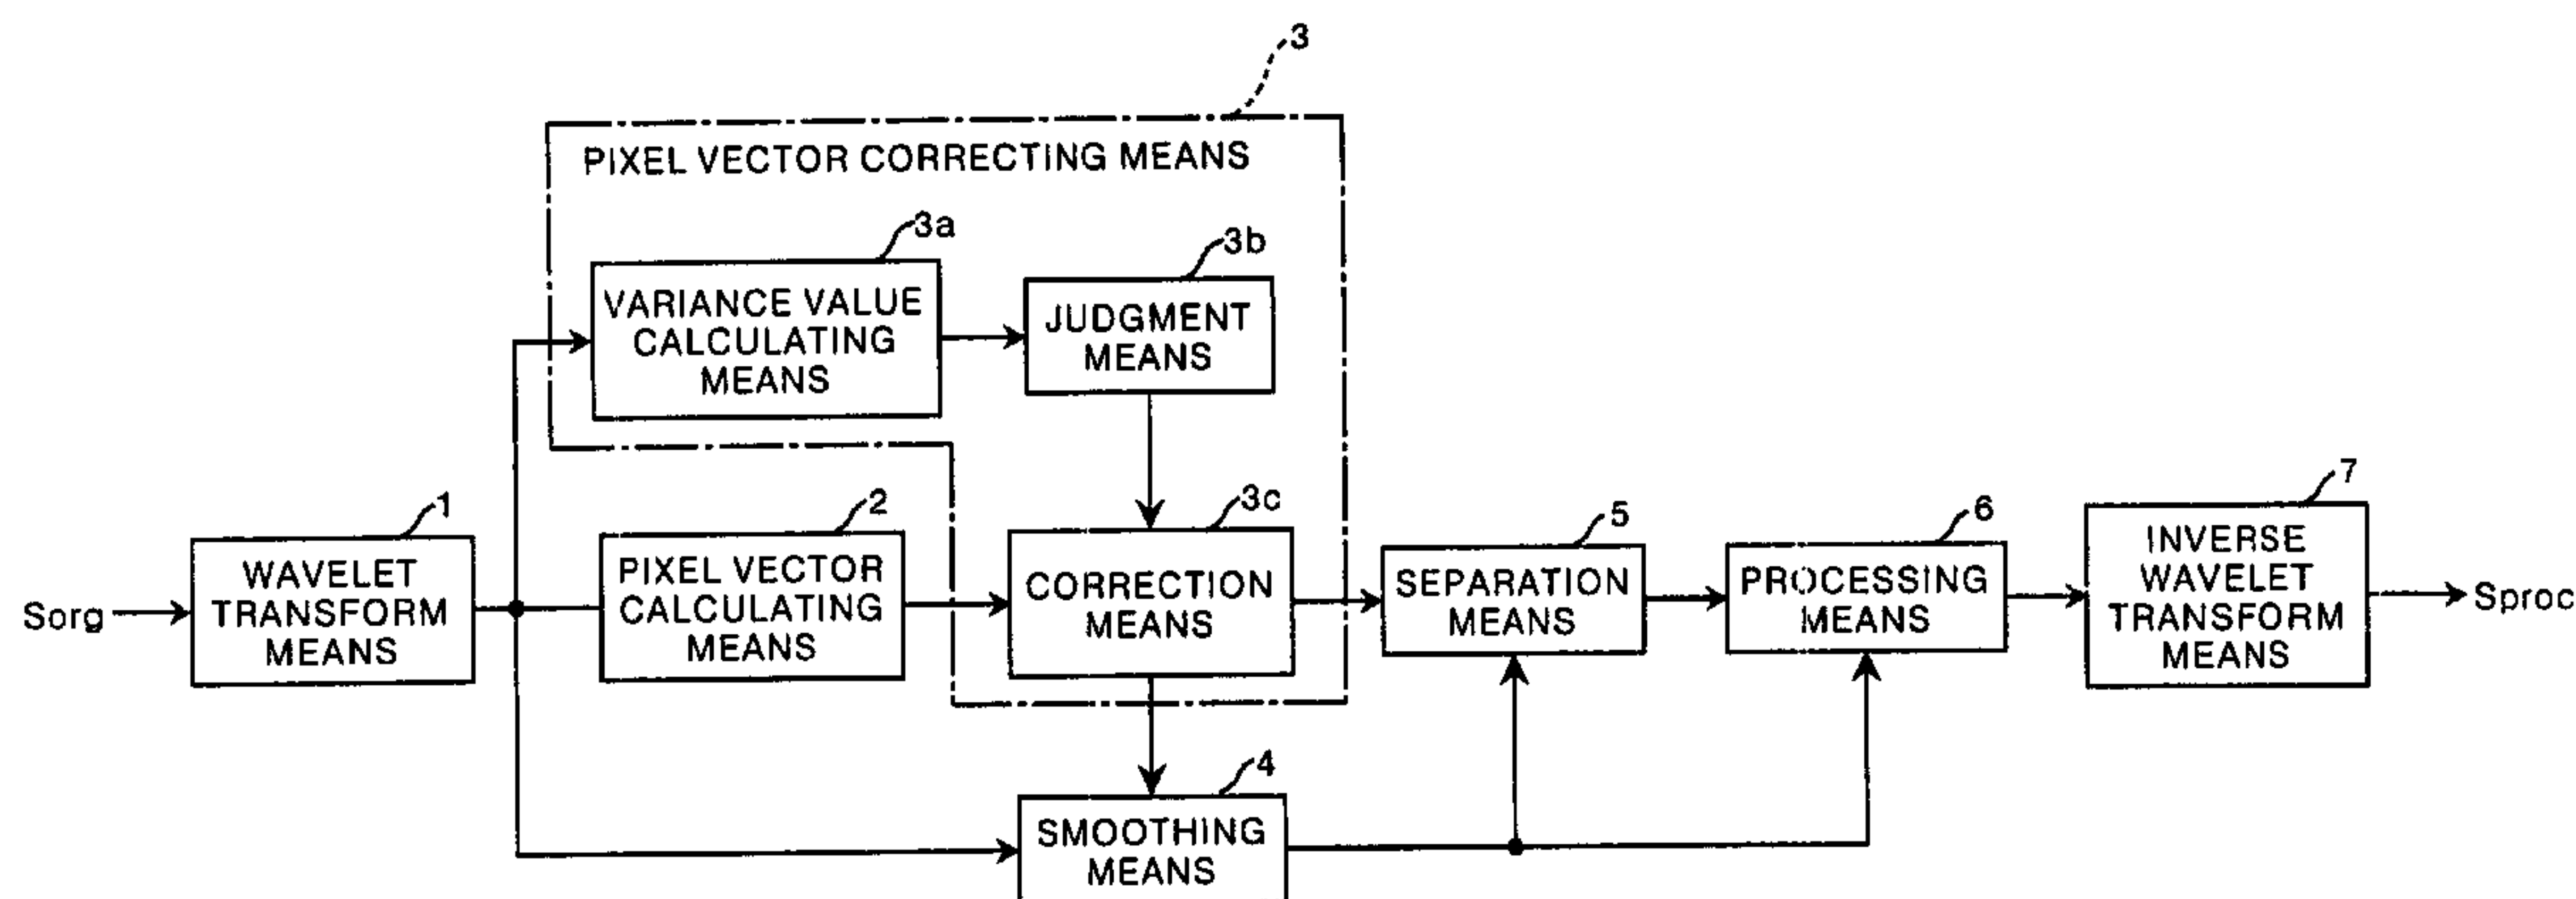 3
PIXEL VECTOR CORRECTING MEANS
3a
VARIANCE VALUE
CALCULATING
MEANS
3b
JUDGMENT
MEANS
Sorg
1
WAVELET
TRANSFORM
MEANS
2
PIXEL VECTOR
CALCULATING
MEANS
3c
CORRECTION
MEANS
4
SMOOTHING
MEANS
5
SEPARATION
MEANS
6
PROCESSING
MEANS
7
INVERSE
WAVELET
TRANSFORM
MEANS
Sproc